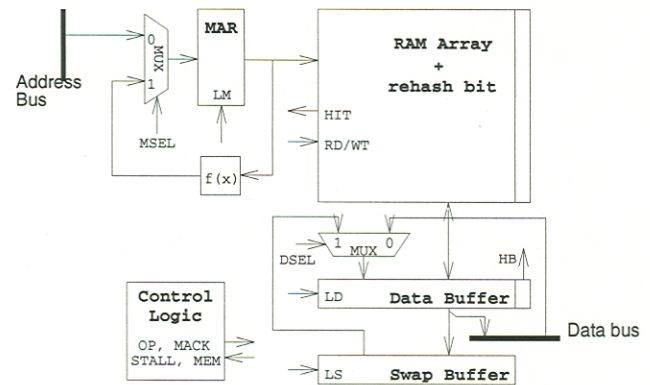 MAR
0
MUX
1
LM
MSEL
Address
Bus
f(x)
RAM Array
+
rehash bit
HIT
RD/WT
1
MUX
0
DSEL
HB
LD
Data Buffer
Data bus
LS
Swap Buffer
Control
Logic
OP, MACK
STALL, MEM